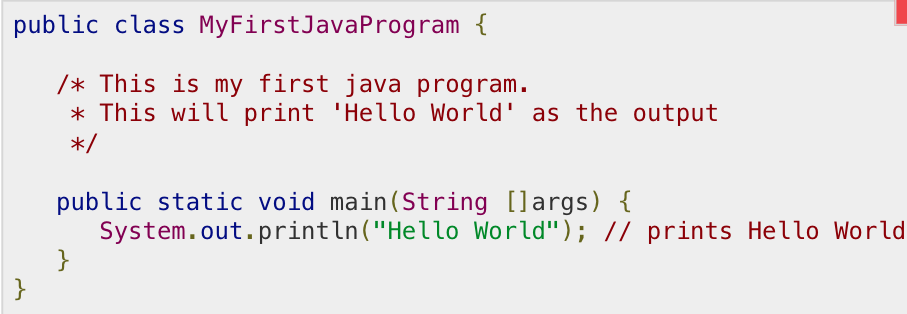 public class MyFirstJavaProgram {
/* This is my first java program.
* This will print 'Hello World' as the output
*/
public static void main(String []args) {
System.out.println("Hello World"); // prints Hello World
}
}